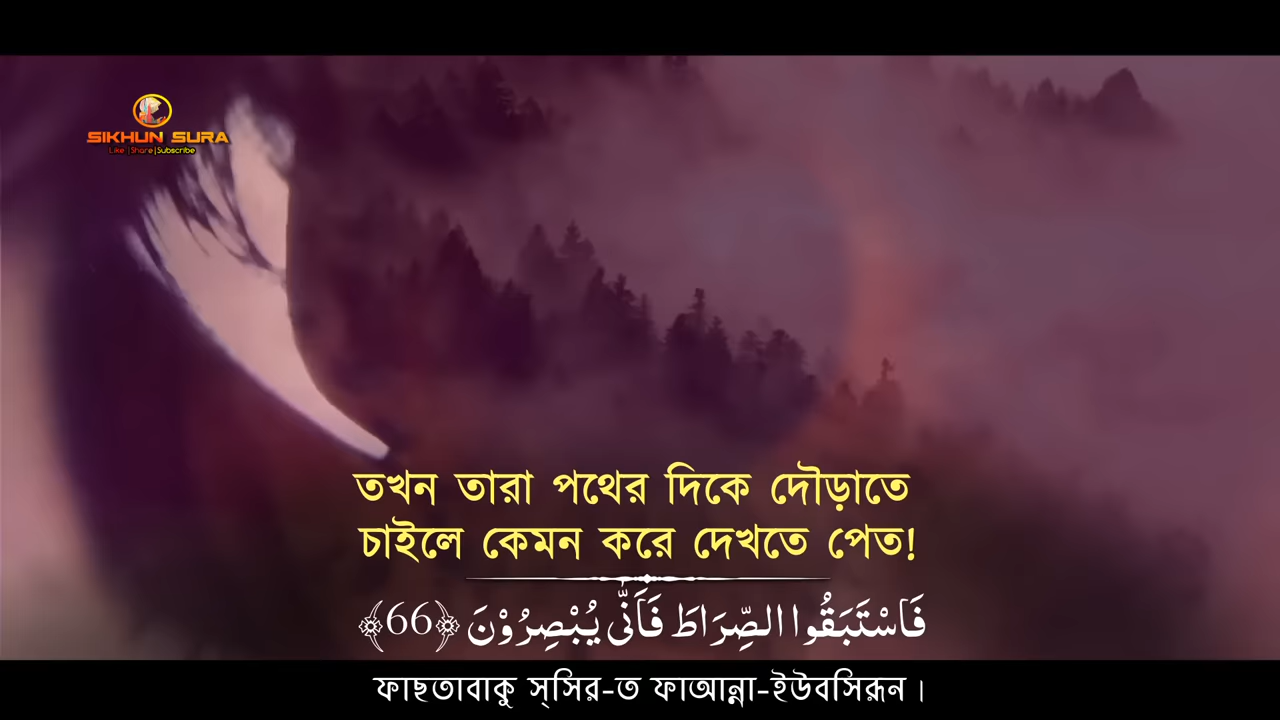 SIKHUN SURA
Like |Share|Subscribe
তখন তারা পথের দিকে দৌড়াতে
চাইলে কেমন করে দেখতে পেত!
فَاسْتَبَقُوا الصِّرَاطَ فَاَنّٰى يُبْصِرُوْنَ ﴿66﴾
ফাছতাবাকু স্সির-ত ফাআন্না-ইউবসিরূন।